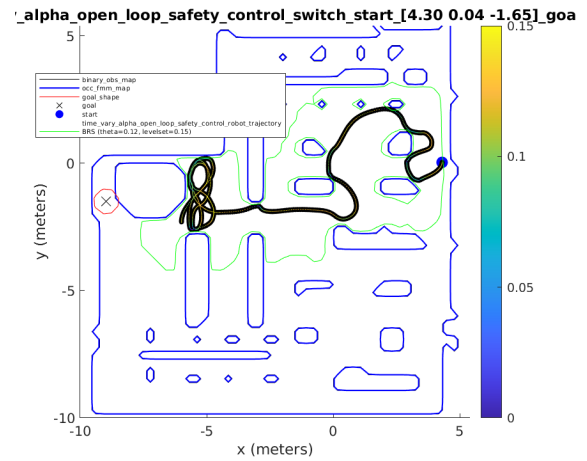 _alpha_open_loop_safety_control_switch_start_[4.30 0.04 -1.65]_goa
binary_obs_map
occ_fmm_map
goal_shape
goal
start
time_vary_alpha_open_loop_safety_control_robot_trajectory
BRS (theta=0.12, levelset=0.15)
5
0
-5
-10
y (meters)
-10
-5
0
5
x (meters)
0.15
0.1
0.05
0